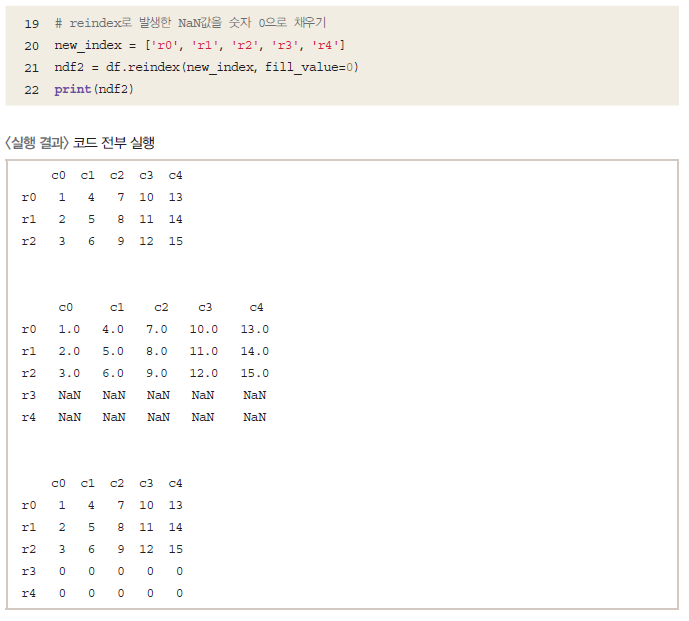 19 # reindex로 발생한 NaN값을 숫자 0으로 채우기
20 new_index = ['r0', 'r1', 'r2', 'r3', 'r4']
21 ndf2 = df.reindex(new_index, fill_value=0)
22 print(ndf2)
〈실행 결과〉 코드 전부 실행
c0 c1 c2 c3 c4
r0 1 4 7 10 13
r1 2 5 8 11 14
r2 3 6 9 12 15
c0 c1 c2 c3 c4
r0 1.0 4.0 7.0 10.0 13.0
r1 2.0 5.0 8.0 11.0 14.0
r2 3.0 6.0 9.0 12.0 15.0
r3 NaN NaN NaN NaN NaN
r4 NaN NaN NaN NaN NaN
c0 c1 c2 c3 c4
r0 1 4 7 10 13
r1 2 5 8 11 14
r2 3 6 9 12 15
r3 0 0 0 0 0
r4 0 0 0 0 0